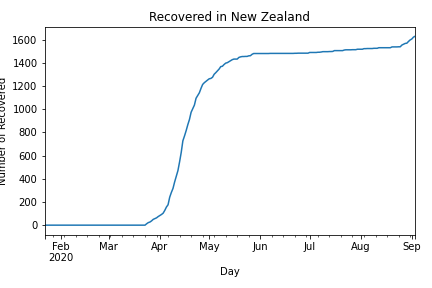 Recovered in New Zealand
Number of Recovered
1600
1400
1200
1000
800
600
400
200
0
Feb Mar Apr May Jun Jul Aug Sep
2020
Day